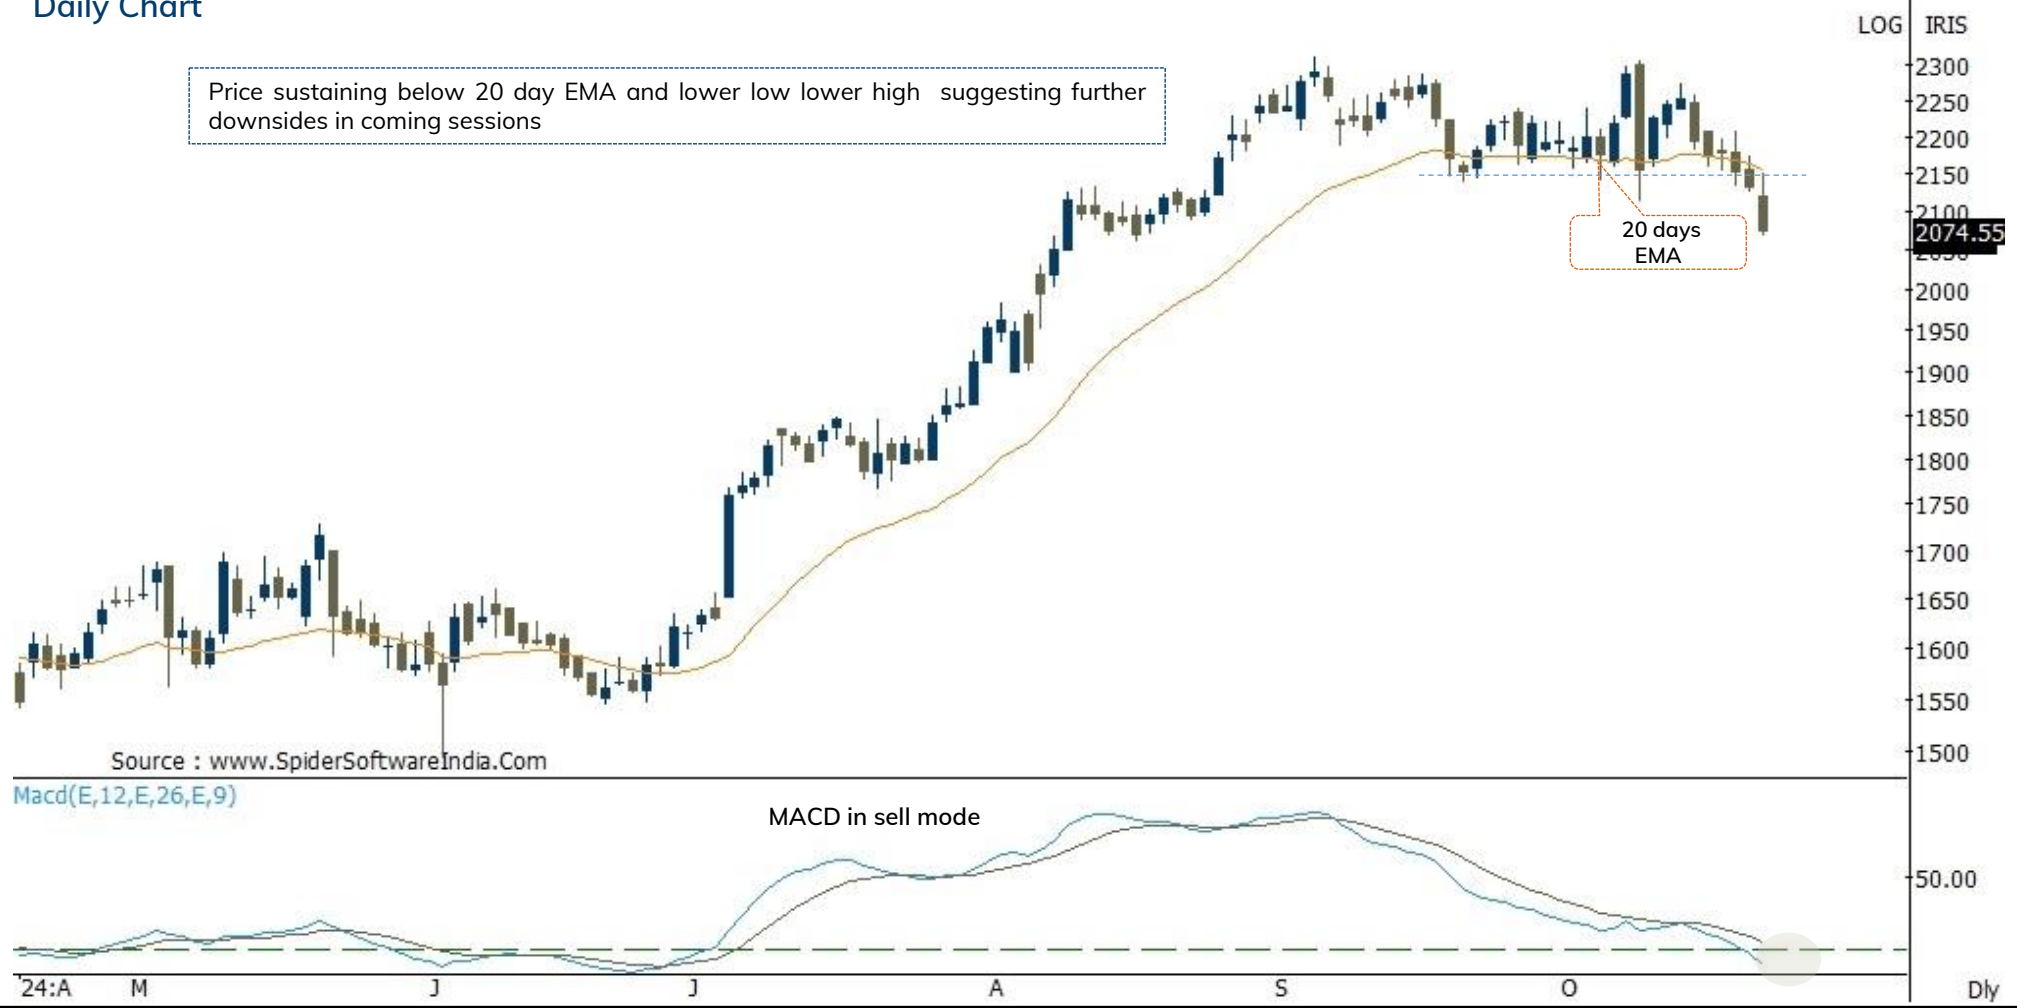 Daily Chart
LOG IRIS
Price sustaining below 20 day EMA and lower low lower high suggesting further
downsides in coming sessions
2300
2250
2200
2150
2100
2074.55
2050
2000
1950
1900
1850
1800
1750
1700
1650
1600
1550
1500
20 days
EMA
Source : www.SpiderSoftwareIndia.Com
Macd(E,12,E,26,E,9)
MACD in sell mode
50.00
24:A M J J A S O Dly